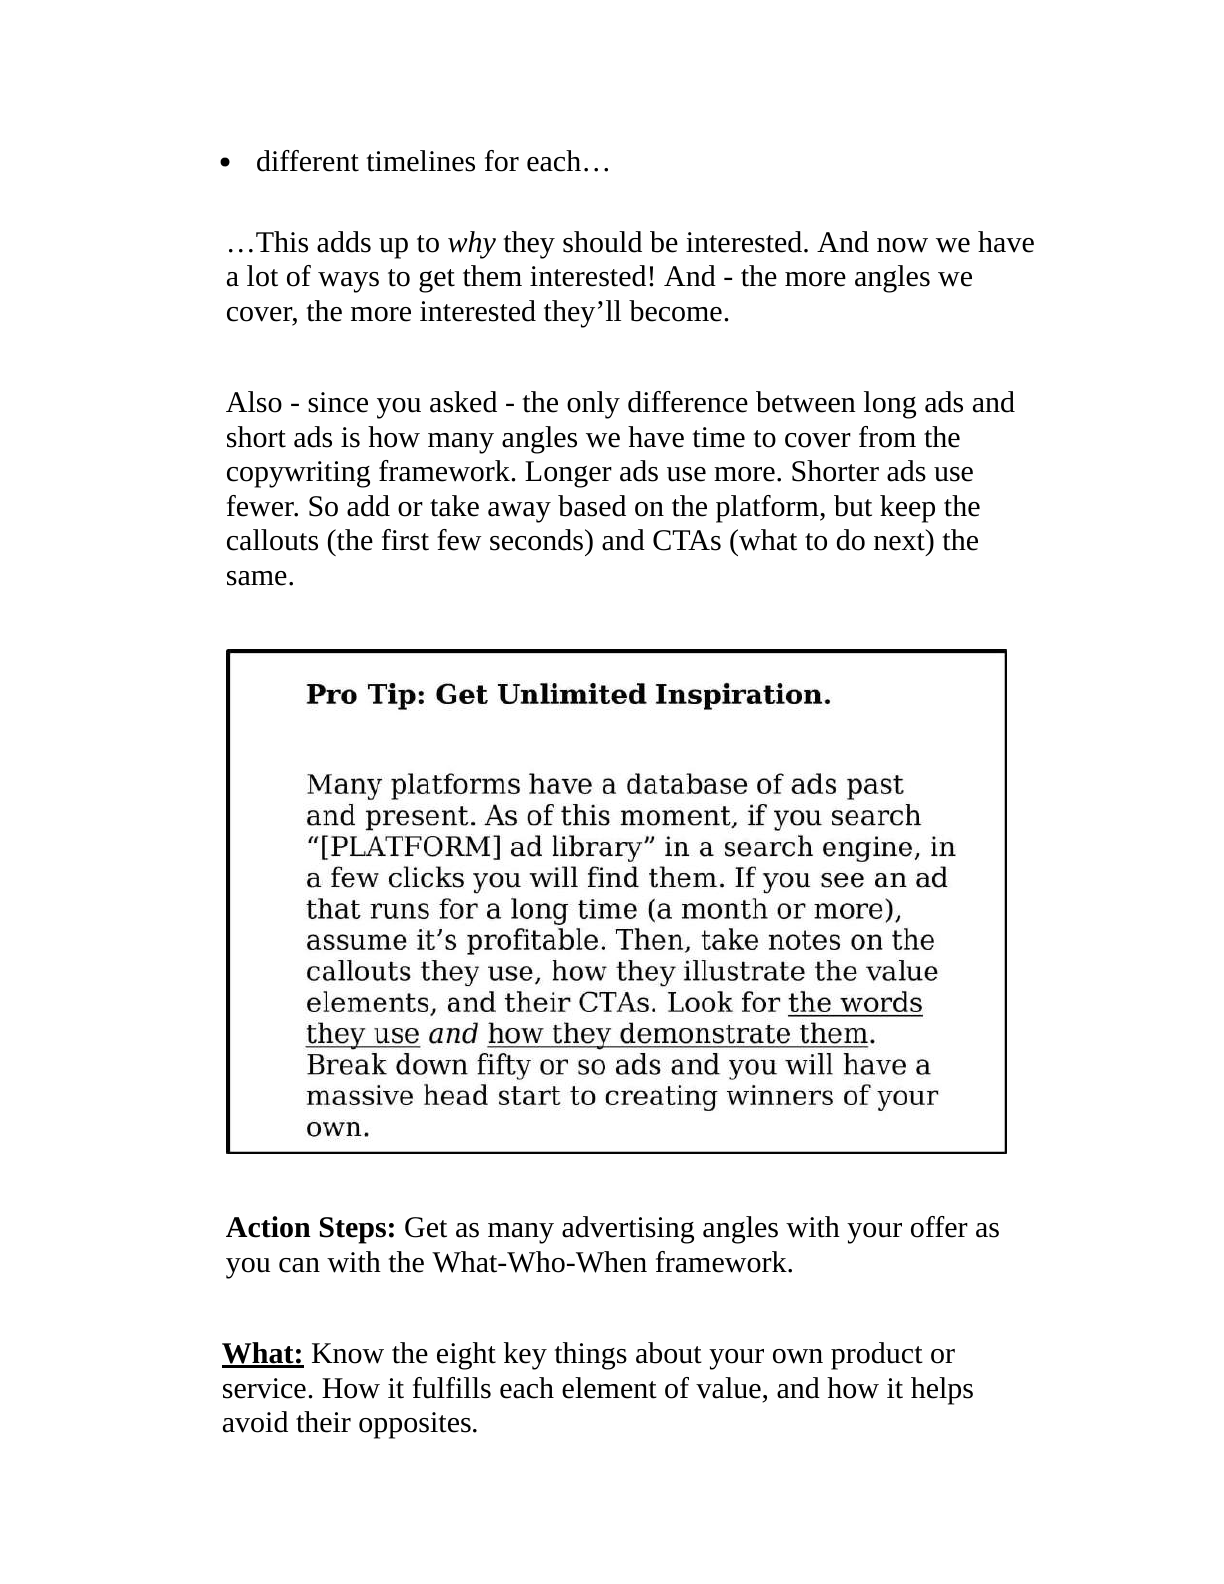 • different timelines for each…
…This adds up to why they should be interested. And now we have
a lot of ways to get them interested! And - the more angles we
cover, the more interested they’ll become.
Also - since you asked - the only difference between long ads and
short ads is how many angles we have time to cover from the
copywriting framework. Longer ads use more. Shorter ads use
fewer. So add or take away based on the platform, but keep the
callouts (the first few seconds) and CTAs (what to do next) the
same.
Pro Tip: Get Unlimited Inspiration.
Many platforms have a database of ads past
and present. As of this moment, if you search
“[PLATFORM] ad library” in a search engine, in
a few clicks you will find them. If you see an ad
that runs for a long time (a month or more),
assume it’s profitable. Then, take notes on the
callouts they use, how they illustrate the value
elements, and their CTAs. Look for the words
they use and how they demonstrate them.
Break down fifty or so ads and you will have a
massive head start to creating winners of your
own.
Action Steps: Get as many advertising angles with your offer as
you can with the What-Who-When framework.
What: Know the eight key things about your own product or
service. How it fulfills each element of value, and how it helps
avoid their opposites.